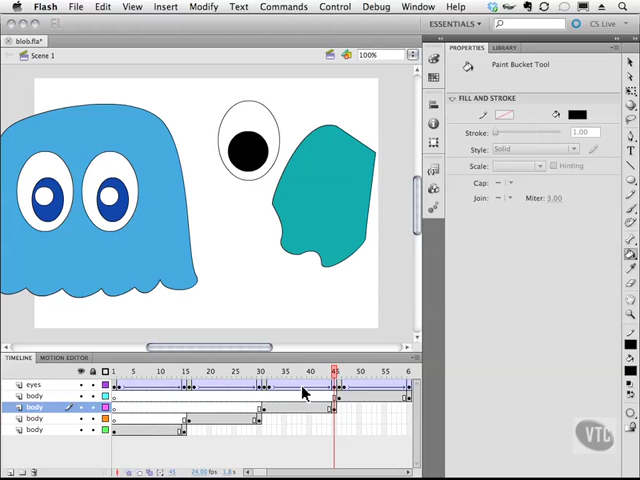 Flash File Edit View Insert Modify Text Commands Control Debug Window Help
ESSENTIALS CS Live
blob.fla*
Scene 1 100%
PROPERTIES LIBRARY
Paint Bucket Tool
FILL AND STROKE
Stroke: 1.00
Style: Solid
Scale: Hinting
Cap: –
Join: – Miter: 3.00
TIMELINE MOTION EDITOR
1 5 10 15 20 25 30 35 40 45 50 55 6
eyes
body
body
body
body
45 24.00 fps 1.8 s
VTC